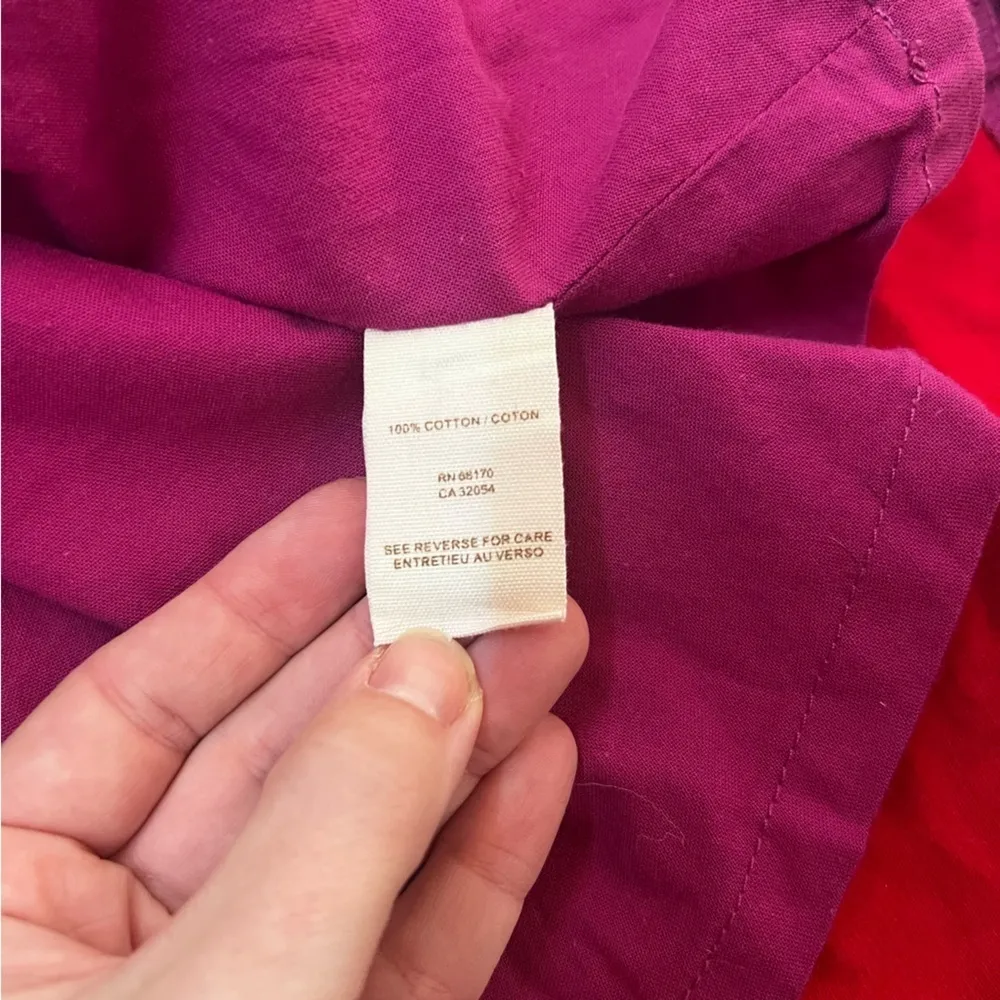 100% COTTON / COTON
RN 66170
CA 32054
SEE REVERSE FOR CARE
ENTRETIEU AU VERSO